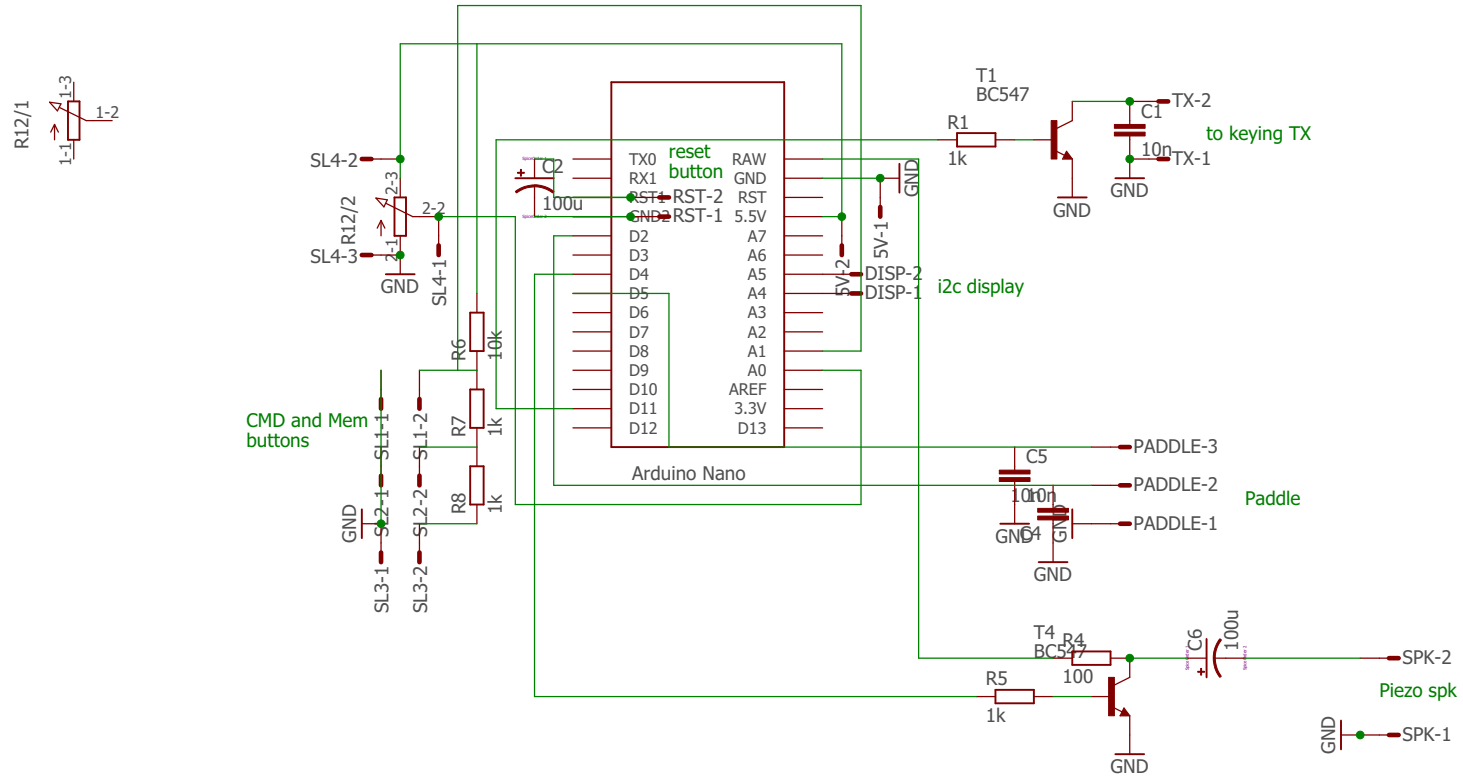 R12/1
1-3
1-2
1-1
SL4-2
R12/2
2-3
2-2
2-1
SL4-3
GND
SL4-1
C2
100u
reset
button
RST-2
RST-1
TX0
RX1
RST1
GND2
D2
D3
D4
D5
D6
D7
D8
D9
D10
D11
D12
RAW
GND
RST
5.5V
A7
A6
A5
A4
A3
A2
A1
A0
AREF
3.3V
D13
Arduino Nano
GND
5V-1
5V-2
DISP-2
DISP-1
i2c display
T1
BC547
R1
1k
C1
10n
TX-2
TX-1
to keying TX
GND
GND
R6
10k
R7
1k
R8
1k
CMD and Mem
buttons
SL1-1
SL1-2
SL2-1
SL2-2
SL3-1
SL3-2
GND
PADDLE-3
PADDLE-2
PADDLE-1
Paddle
C5
10n
10n
C4
GND
GND
GND
T4
BC547
R4
100
R5
1k
C6
100u
SPK-2
Piezo spk
SPK-1
GND
GND